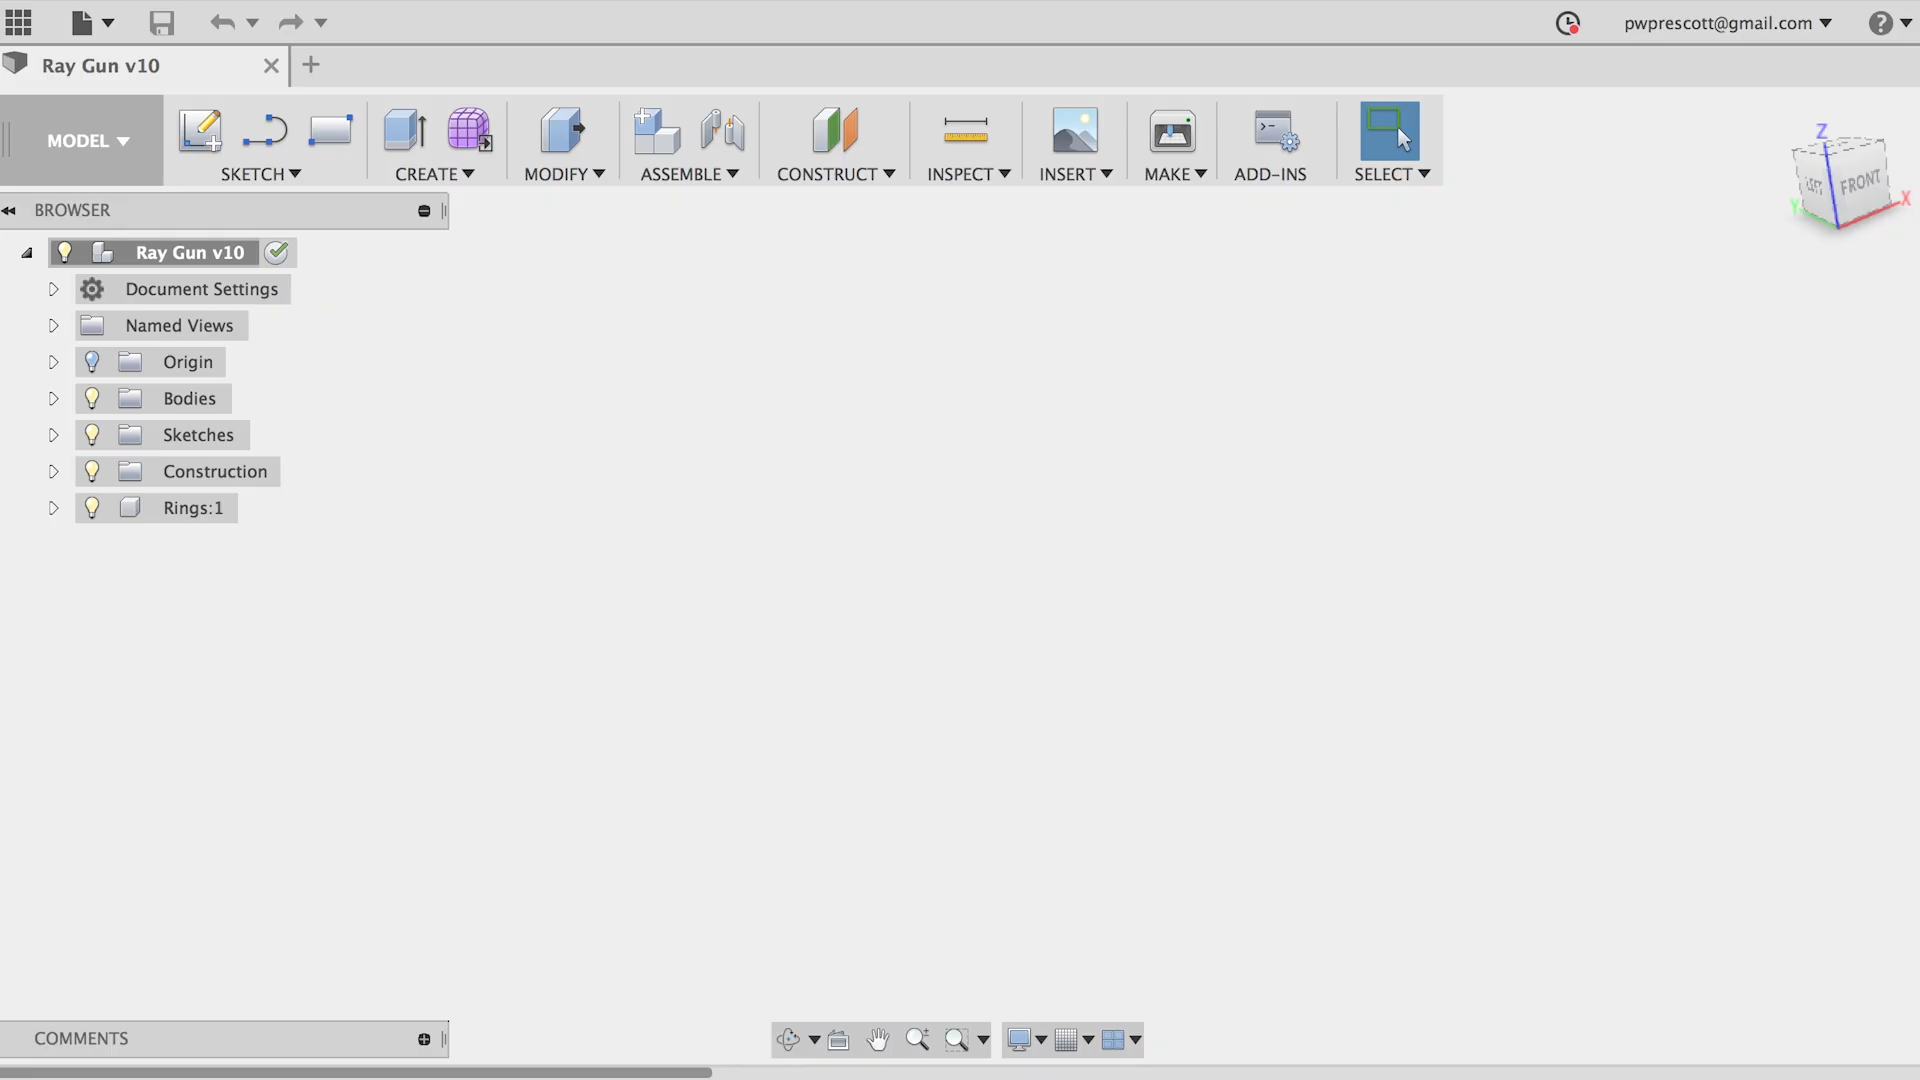 pwprescott@gmail.com
Ray Gun v10
MODEL
SKETCH
CREATE
MODIFY
ASSEMBLE
CONSTRUCT
INSPECT
INSERT
MAKE
ADD-INS
SELECT
Z
LEFT
FRONT
Y
X
BROWSER
Ray Gun v10
Document Settings
Named Views
Origin
Bodies
Sketches
Construction
Rings:1
COMMENTS